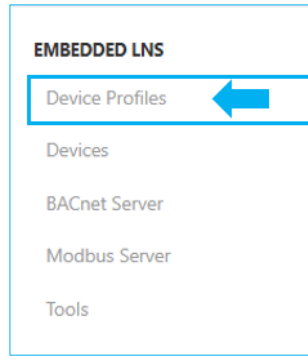 EMBEDDED LNS
Device Profiles
Devices
BACnet Server
Modbus Server
Tools